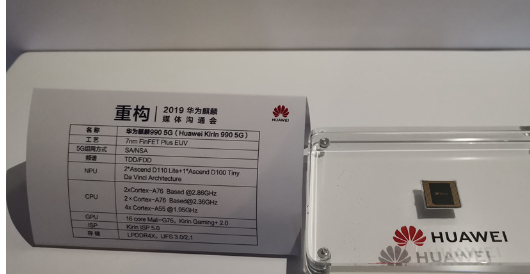 重构 2019 华为麒麟
媒体沟通会
HUAWEI
名称 华为麒麟990 5G（Huawei Kirin 990 5G）
工艺 7nm FinFET Plus EUV
5G组网方式 SA/NSA
频谱 TDD/FDD
NPU 2*Ascend D110 Lite+1*Ascend D100 Tiny
Da Vinci Architecture
CPU 2xCortex-A76 Based @2.86GHz
2×Cortex-A76 Based@2.36GHz
4x Cortex-A55 @1.95GHz
GPU 16 core Mali-G76, Kirin Gaming+ 2.0
ISP Kirin ISP 5.0
存储 LPDDR4X, UFS 3.0/2.1
HUAWEI